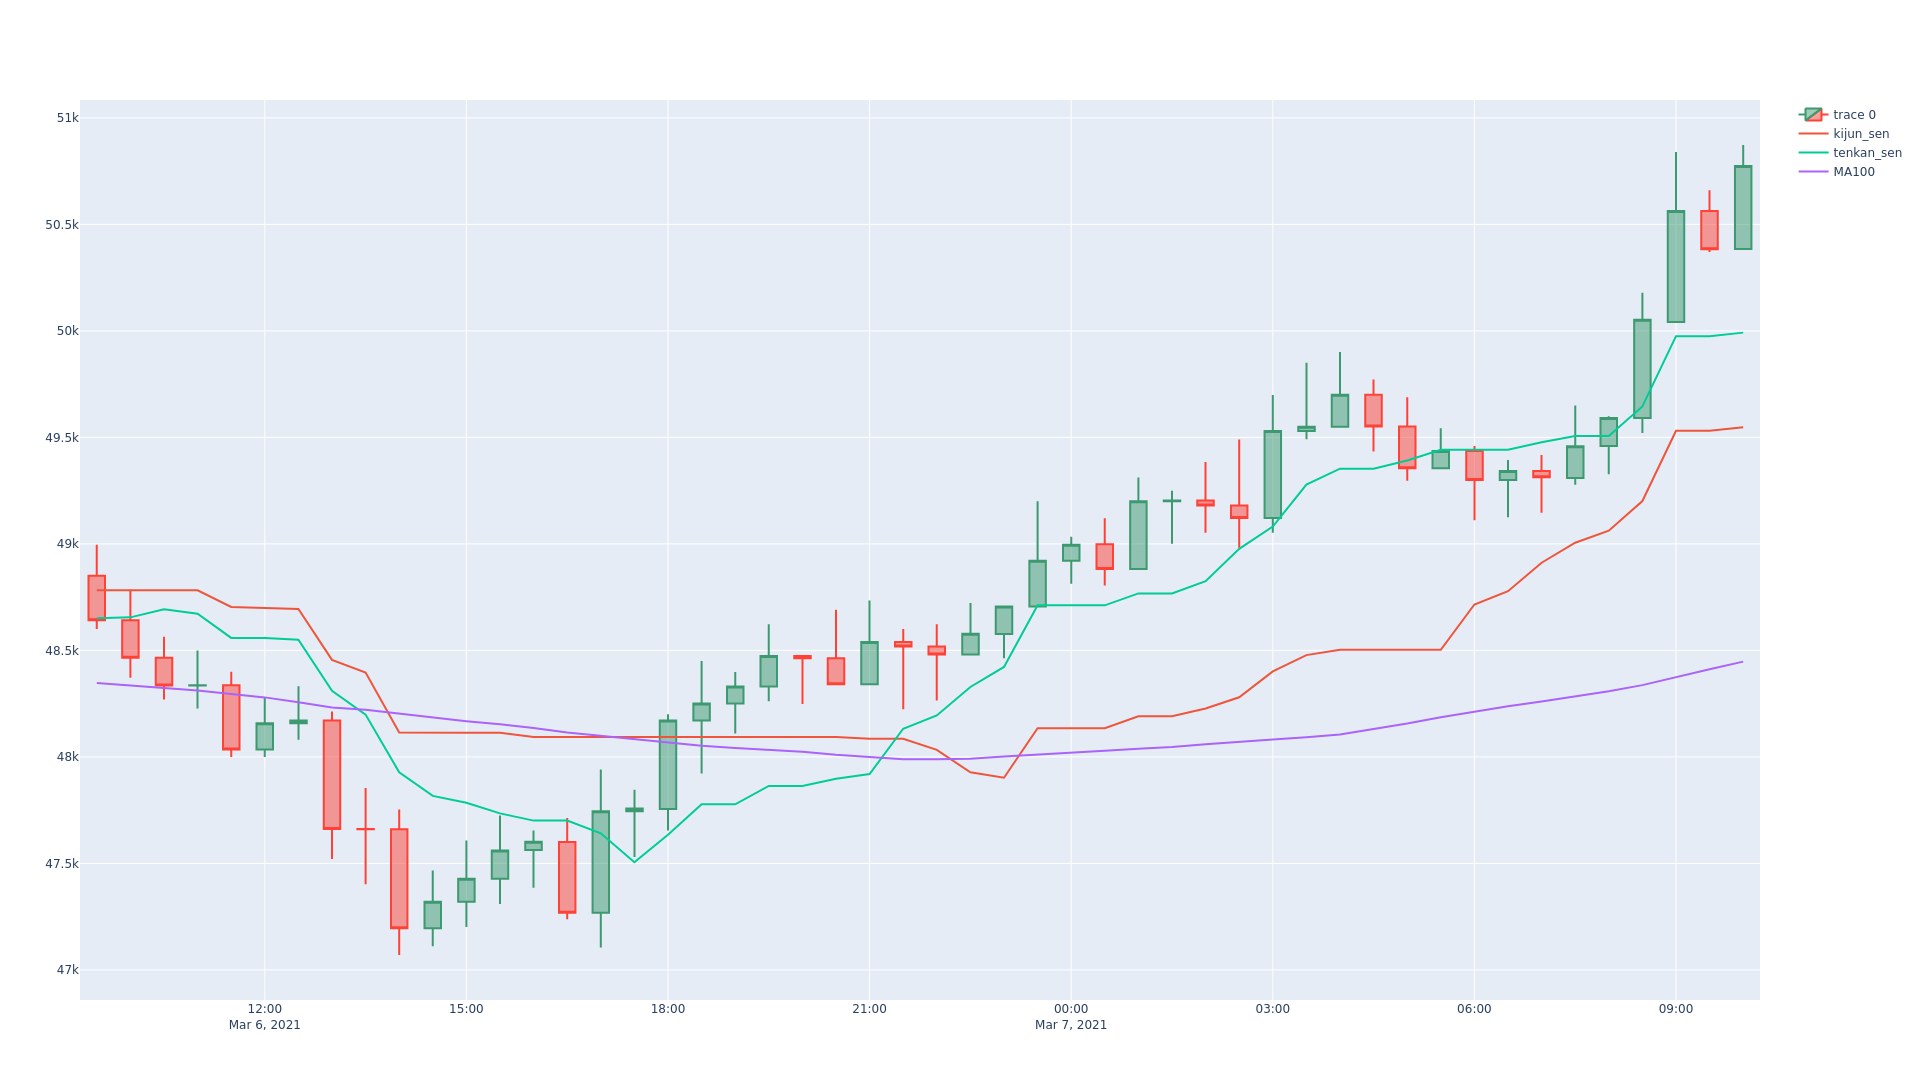 51k
50.5k
50k
49.5k
49k
48.5k
48k
47.5k
47k
12:00
Mar 6, 2021
15:00
18:00
21:00
00:00
Mar 7, 2021
03:00
06:00
09:00
trace 0
kijun_sen
tenkan_sen
MA100